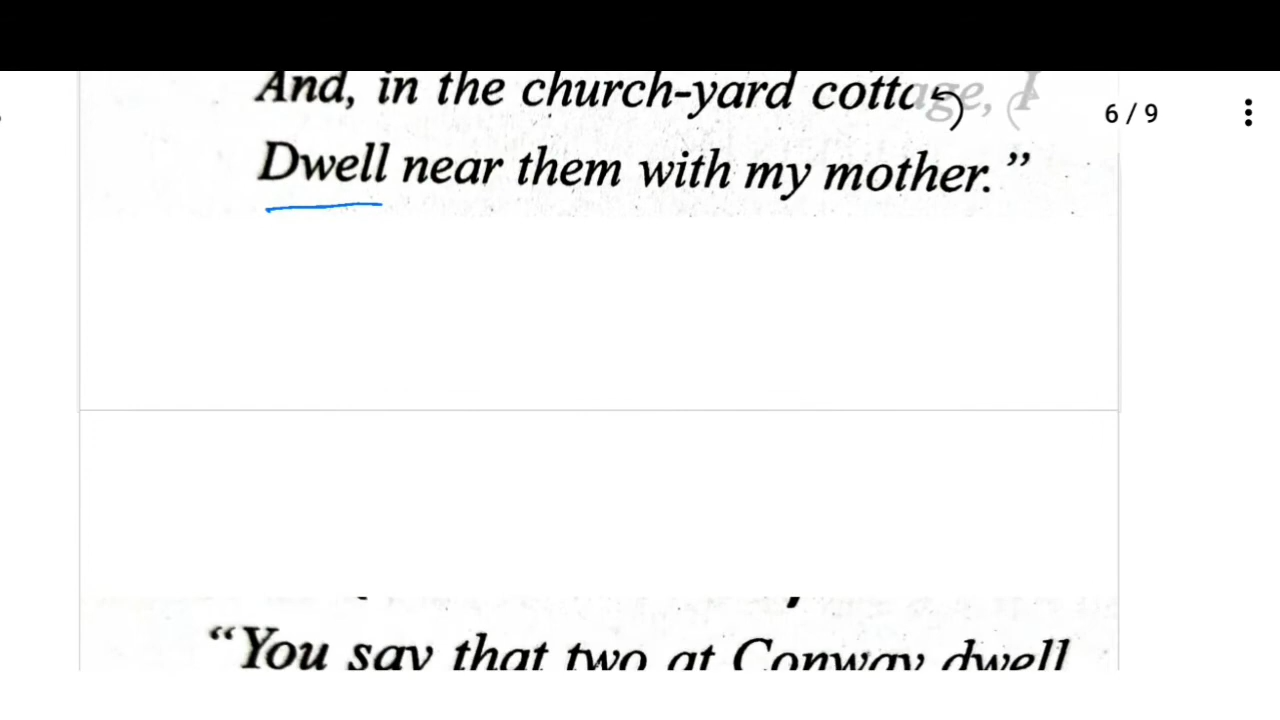 And, in the church-yard cottage, I
6 / 9
Dwell near them with my mother.”
“You say that two at Conway dwell